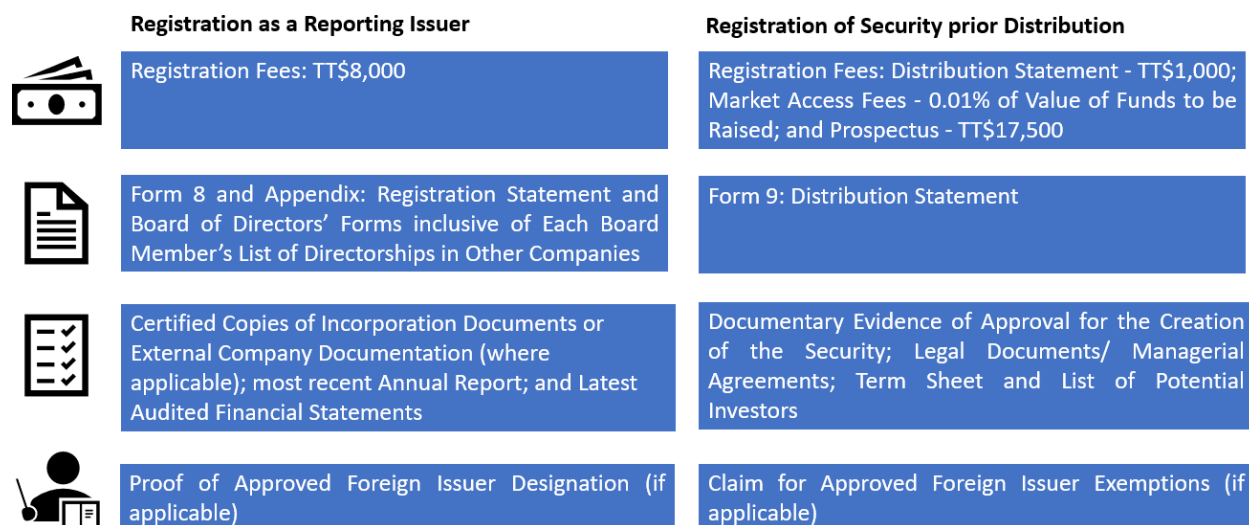 Registration as a Reporting Issuer
Registration of Security prior Distribution
Registration Fees: TT$8,000
Registration Fees: Distribution Statement - TT$1,000;
Market Access Fees - 0.01% of Value of Funds to be
Raised; and Prospectus - TT$17,500
Form 8 and Appendix: Registration Statement and
Board of Directors’ Forms inclusive of Each Board
Member’s List of Directorships in Other Companies
Form 9: Distribution Statement
Certified Copies of Incorporation Documents or
External Company Documentation (where
applicable); most recent Annual Report; and Latest
Audited Financial Statements
Documentary Evidence of Approval for the Creation
of the Security; Legal Documents/ Managerial
Agreements; Term Sheet and List of Potential
Investors
Proof of Approved Foreign Issuer Designation (if
applicable)
Claim for Approved Foreign Issuer Exemptions (if
applicable)